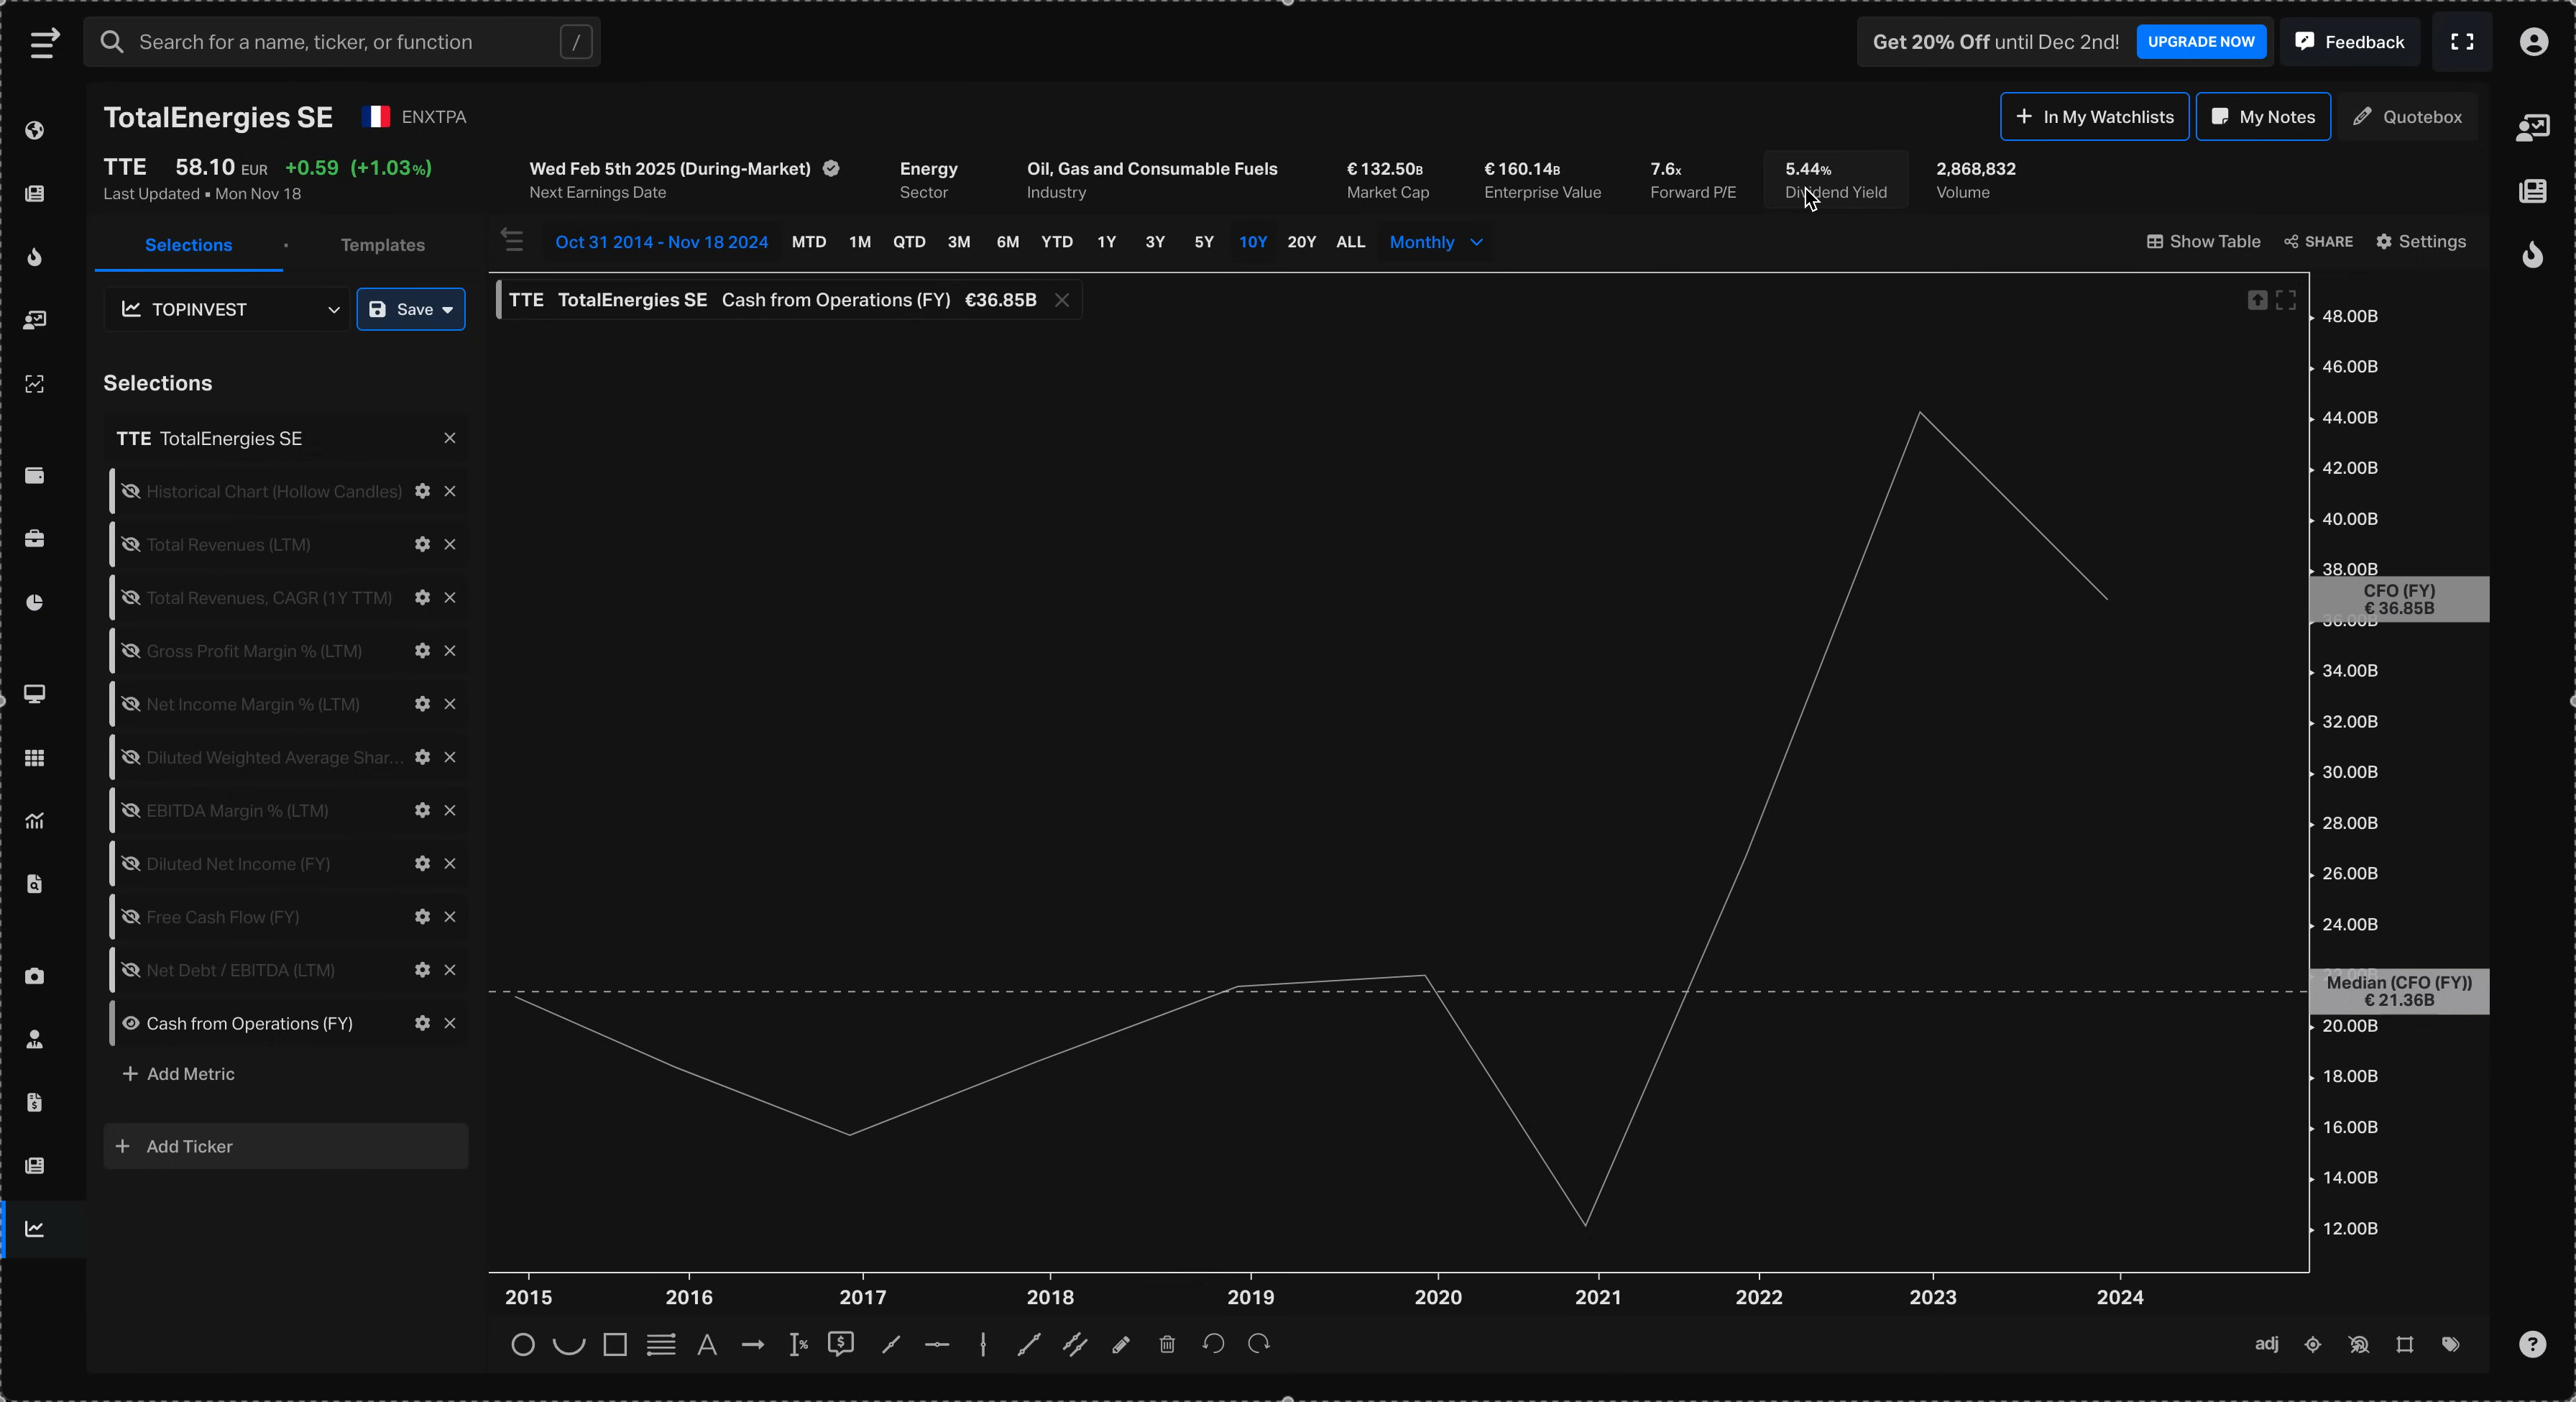 Search for a name, ticker, or function /
Get 20% Off until Dec 2nd! UPGRADE NOW Feedback
TotalEnergies SE ENXTPA
In My Watchlists My Notes Quotebox
TTE 58.10 EUR +0.59 (+1.03%)
Last Updated ▪ Mon Nov 18
Wed Feb 5th 2025 (During-Market)
Next Earnings Date
Energy
Sector
Oil, Gas and Consumable Fuels
Industry
€132.50B
Market Cap
€160.14B
Enterprise Value
7.6x
Forward P/E
5.44%
Dividend Yield
2,868,832
Volume
Selections · Templates
Oct 31 2014 - Nov 18 2024 MTD 1M QTD 3M 6M YTD 1Y 3Y 5Y 10Y 20Y ALL Monthly
Show Table SHARE Settings
TOPINVEST Save
Selections
TTE TotalEnergies SE
Historical Chart (Hollow Candles)
Total Revenues (LTM)
Total Revenues, CAGR (1Y TTM)
Gross Profit Margin % (LTM)
Net Income Margin % (LTM)
Diluted Weighted Average Shar...
EBITDA Margin % (LTM)
Diluted Net Income (FY)
Free Cash Flow (FY)
Net Debt / EBITDA (LTM)
Cash from Operations (FY)
+ Add Metric
+ Add Ticker
TTE TotalEnergies SE Cash from Operations (FY) €36.85B
48.00B
46.00B
44.00B
42.00B
40.00B
38.00B
CFO (FY)
€36.85B
36.00B
34.00B
32.00B
30.00B
28.00B
26.00B
24.00B
22.00B
Median (CFO (FY))
€21.36B
20.00B
18.00B
16.00B
14.00B
12.00B
2015 2016 2017 2018 2019 2020 2021 2022 2023 2024
adj